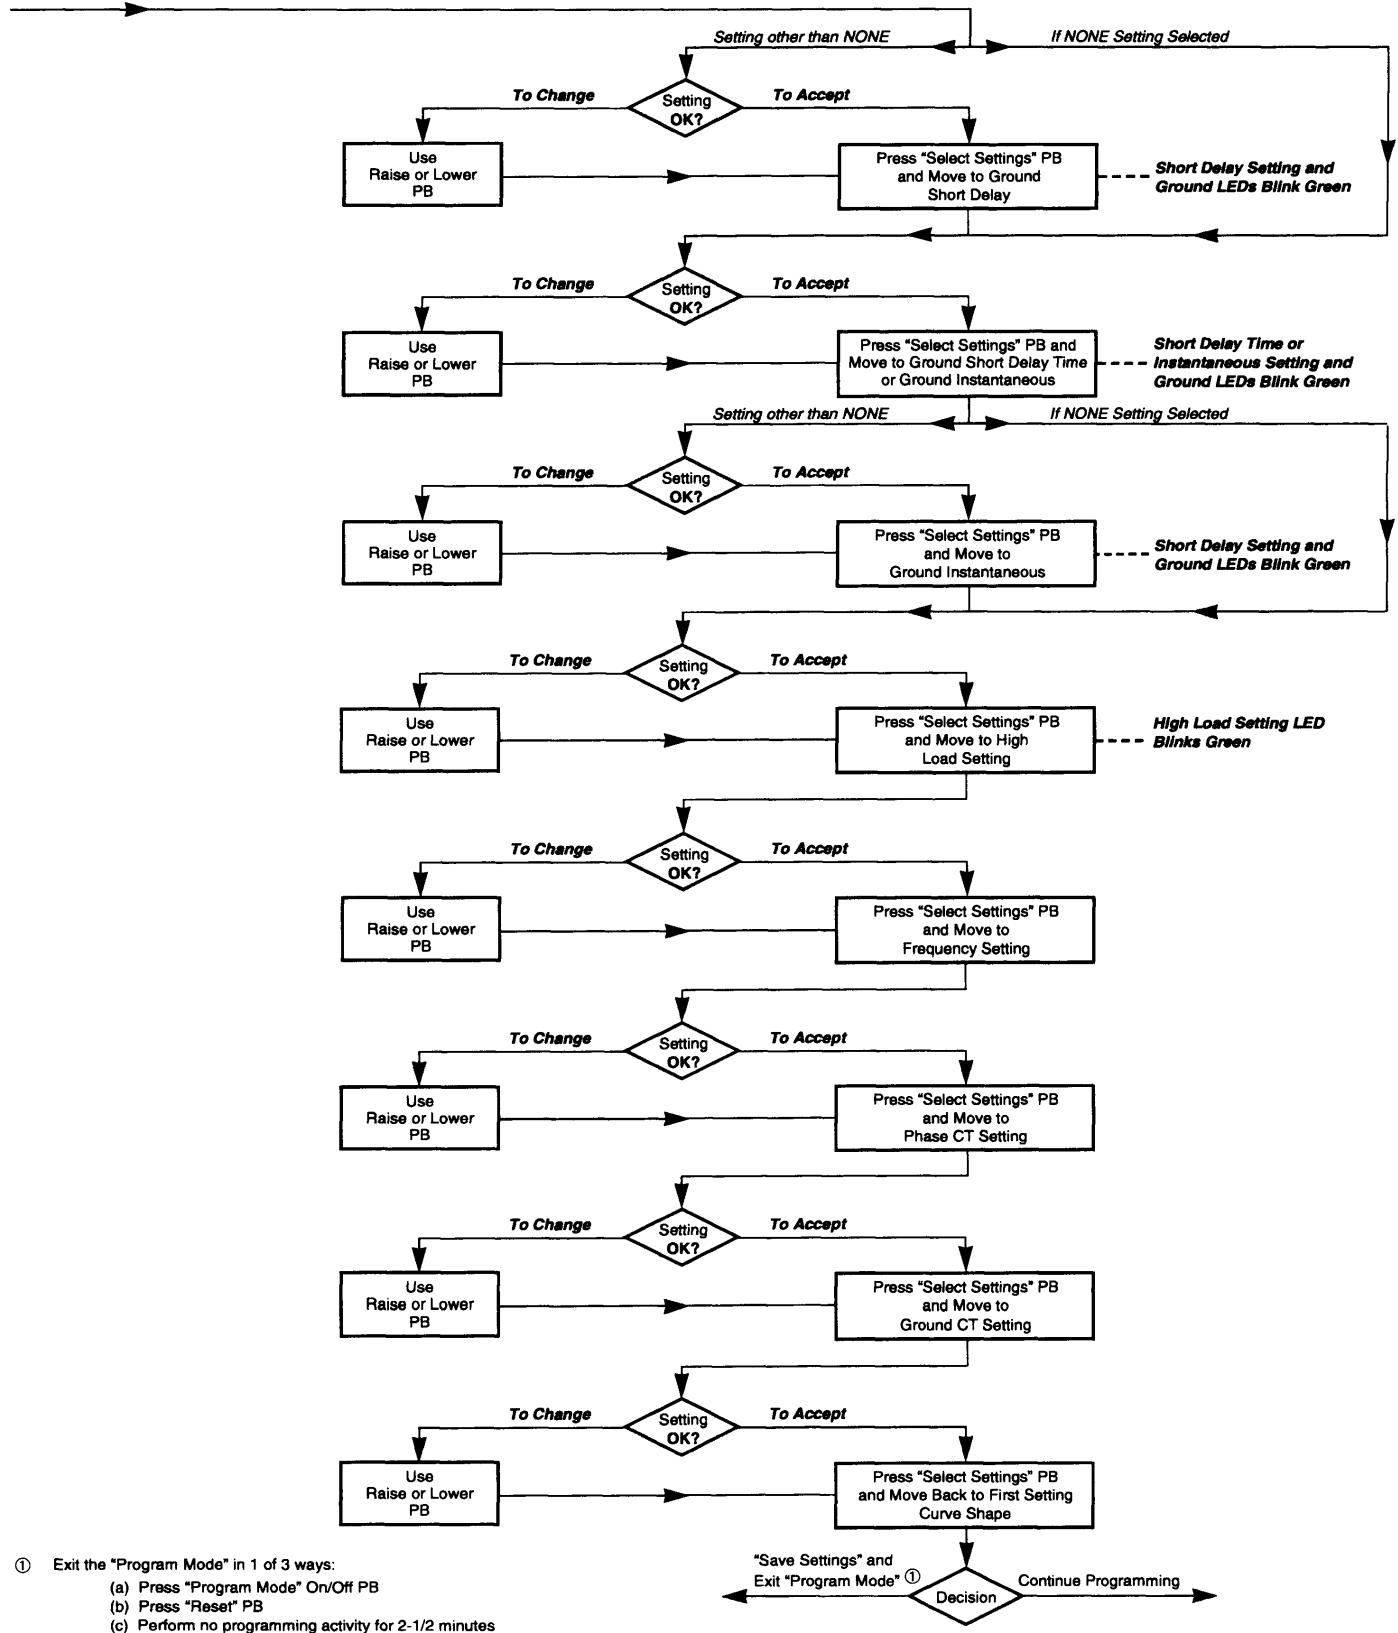 Setting other than NONE
If NONE Setting Selected
To Change
Setting
OK?
To Accept
Use
Raise or Lower
PB
Press "Select Settings" PB
and Move to Ground
Short Delay
Short Delay Setting and
Ground LEDs Blink Green
To Change
Setting
OK?
To Accept
Use
Raise or Lower
PB
Press "Select Settings" PB and
Move to Ground Short Delay Time
or Ground Instantaneous
Short Delay Time or
Instantaneous Setting and
Ground LEDs Blink Green
Setting other than NONE
If NONE Setting Selected
To Change
Setting
OK?
To Accept
Use
Raise or Lower
PB
Press "Select Settings" PB
and Move to
Ground Instantaneous
Short Delay Setting and
Ground LEDs Blink Green
To Change
Setting
OK?
To Accept
Use
Raise or Lower
PB
Press "Select Settings" PB
and Move to High
Load Setting
High Load Setting LED
Blinks Green
To Change
Setting
OK?
To Accept
Use
Raise or Lower
PB
Press "Select Settings" PB
and Move to
Frequency Setting
To Change
Setting
OK?
To Accept
Use
Raise or Lower
PB
Press "Select Settings" PB
and Move to
Phase CT Setting
To Change
Setting
OK?
To Accept
Use
Raise or Lower
PB
Press "Select Settings" PB
and Move to
Ground CT Setting
To Change
Setting
OK?
To Accept
Use
Raise or Lower
PB
Press "Select Settings" PB
and Move Back to First Setting
Curve Shape
"Save Settings" and
Exit "Program Mode" ①
Decision
Continue Programming
① Exit the "Program Mode" in 1 of 3 ways:
(a) Press "Program Mode" On/Off PB
(b) Press "Reset" PB
(c) Perform no programming activity for 2-1/2 minutes